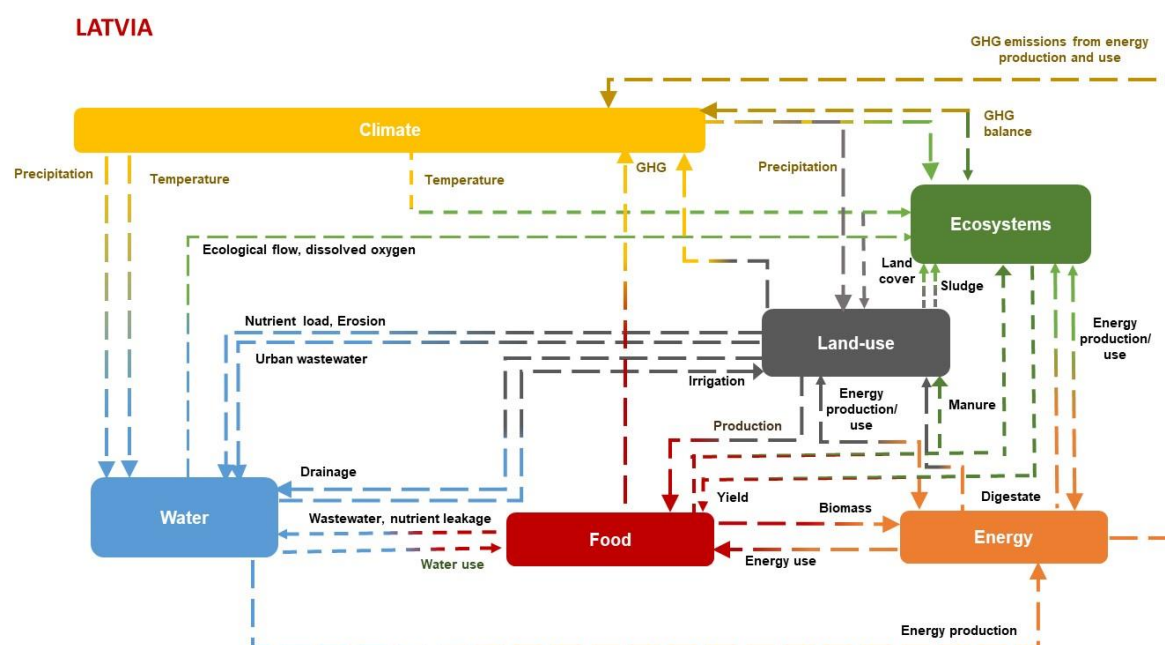 LATVIA
GHG emissions from energy
production and use
Climate
GHG
balance
Precipitation
Temperature
Temperature
GHG
Precipitation
Ecosystems
Ecological flow, dissolved oxygen
Land
cover
Sludge
Nutrient load, Erosion
Urban wastewater
Land-use
Energy
production/
use
Irrigation
Energy
production/
use
Manure
Production
Drainage
Yield
Digestate
Biomass
Water
Wastewater, nutrient leakage
Food
Energy
Water use
Energy use
Energy production